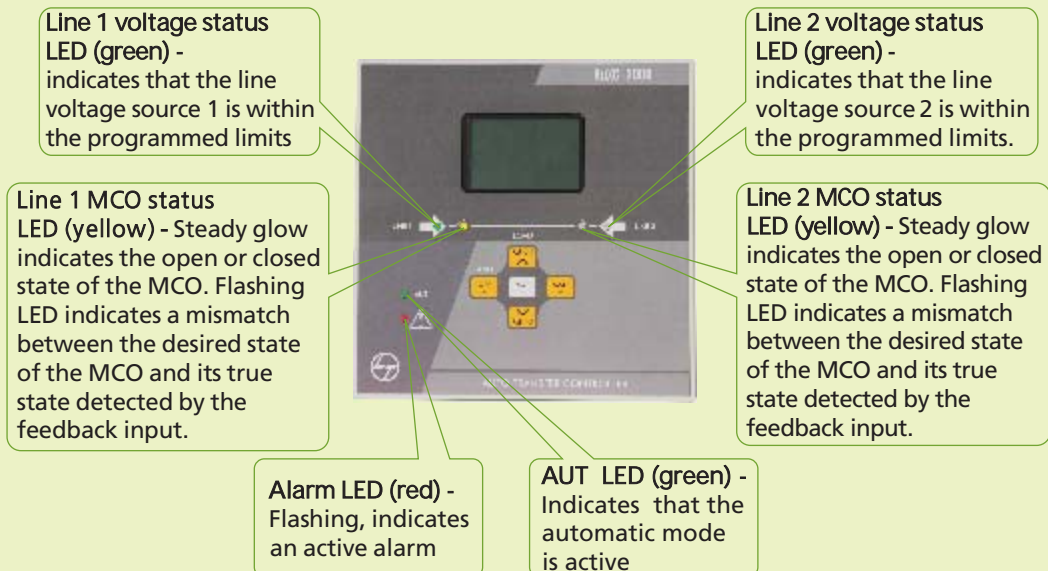 Line 1 voltage status
LED (green) -
indicates that the line
voltage source 1 is within
the programmed limits
Line 2 voltage status
LED (green) -
indicates that the line
voltage source 2 is within
the programmed limits.
Line 1 MCO status
LED (yellow) - Steady glow
indicates the open or closed
state of the MCO. Flashing
LED indicates a mismatch
between the desired state
of the MCO and its true
state detected by the
feedback input.
Line 2 MCO status
LED (yellow) - Steady glow
indicates the open or closed
state of the MCO. Flashing
LED indicates a mismatch
between the desired state
of the MCO and its true
state detected by the
feedback input.
AUT
AUTO TRANSFER CONTROLLER
Alarm LED (red) -
Flashing, indicates
an active alarm
AUT LED (green) -
Indicates that the
automatic mode
is active